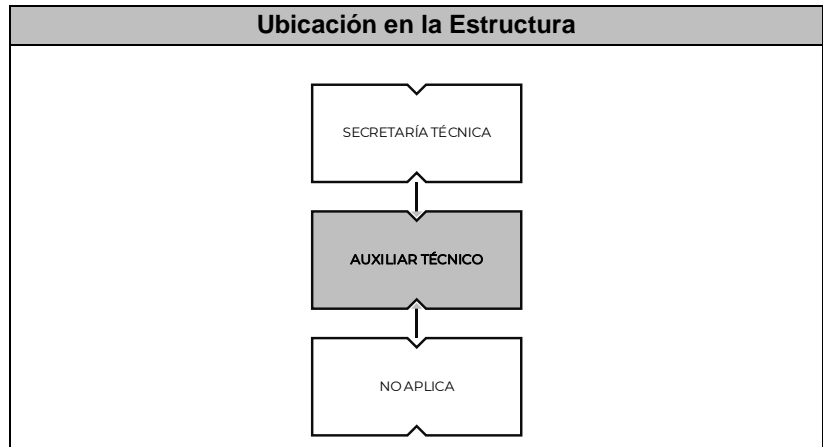 Ubicación en la Estructura
SECRETARÍA TÉCNICA
AUXILIAR TÉCNICO
NO APLICA